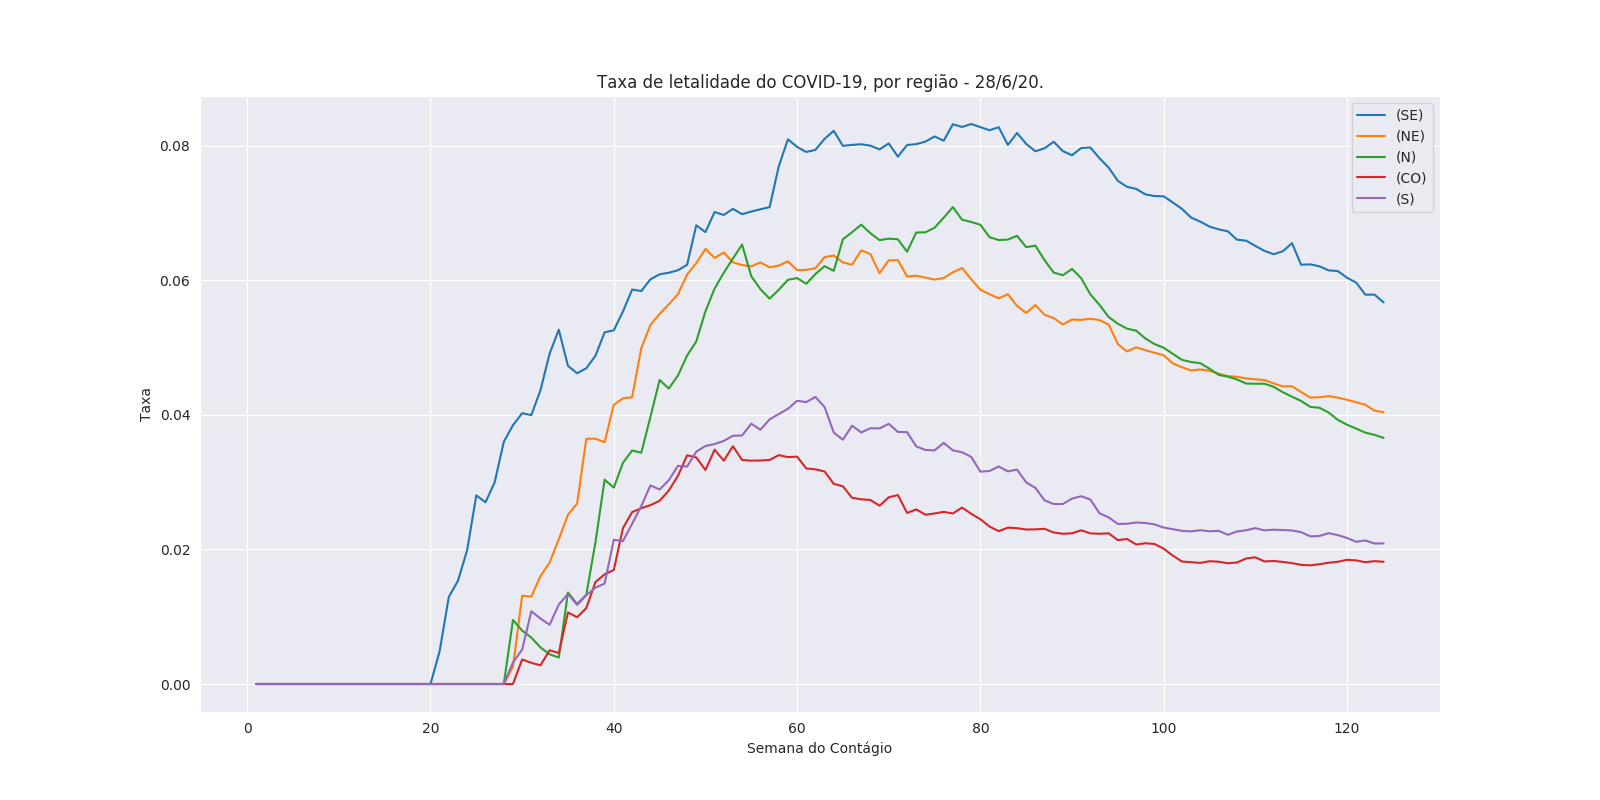 Taxa de letalidade do COVID-19, por região - 28/6/20.
(SE)
(NE)
(N)
(CO)
(S)
Taxa
0.08
0.06
0.04
0.02
0.00
0 20 40 60 80 100 120
Semana do Contágio